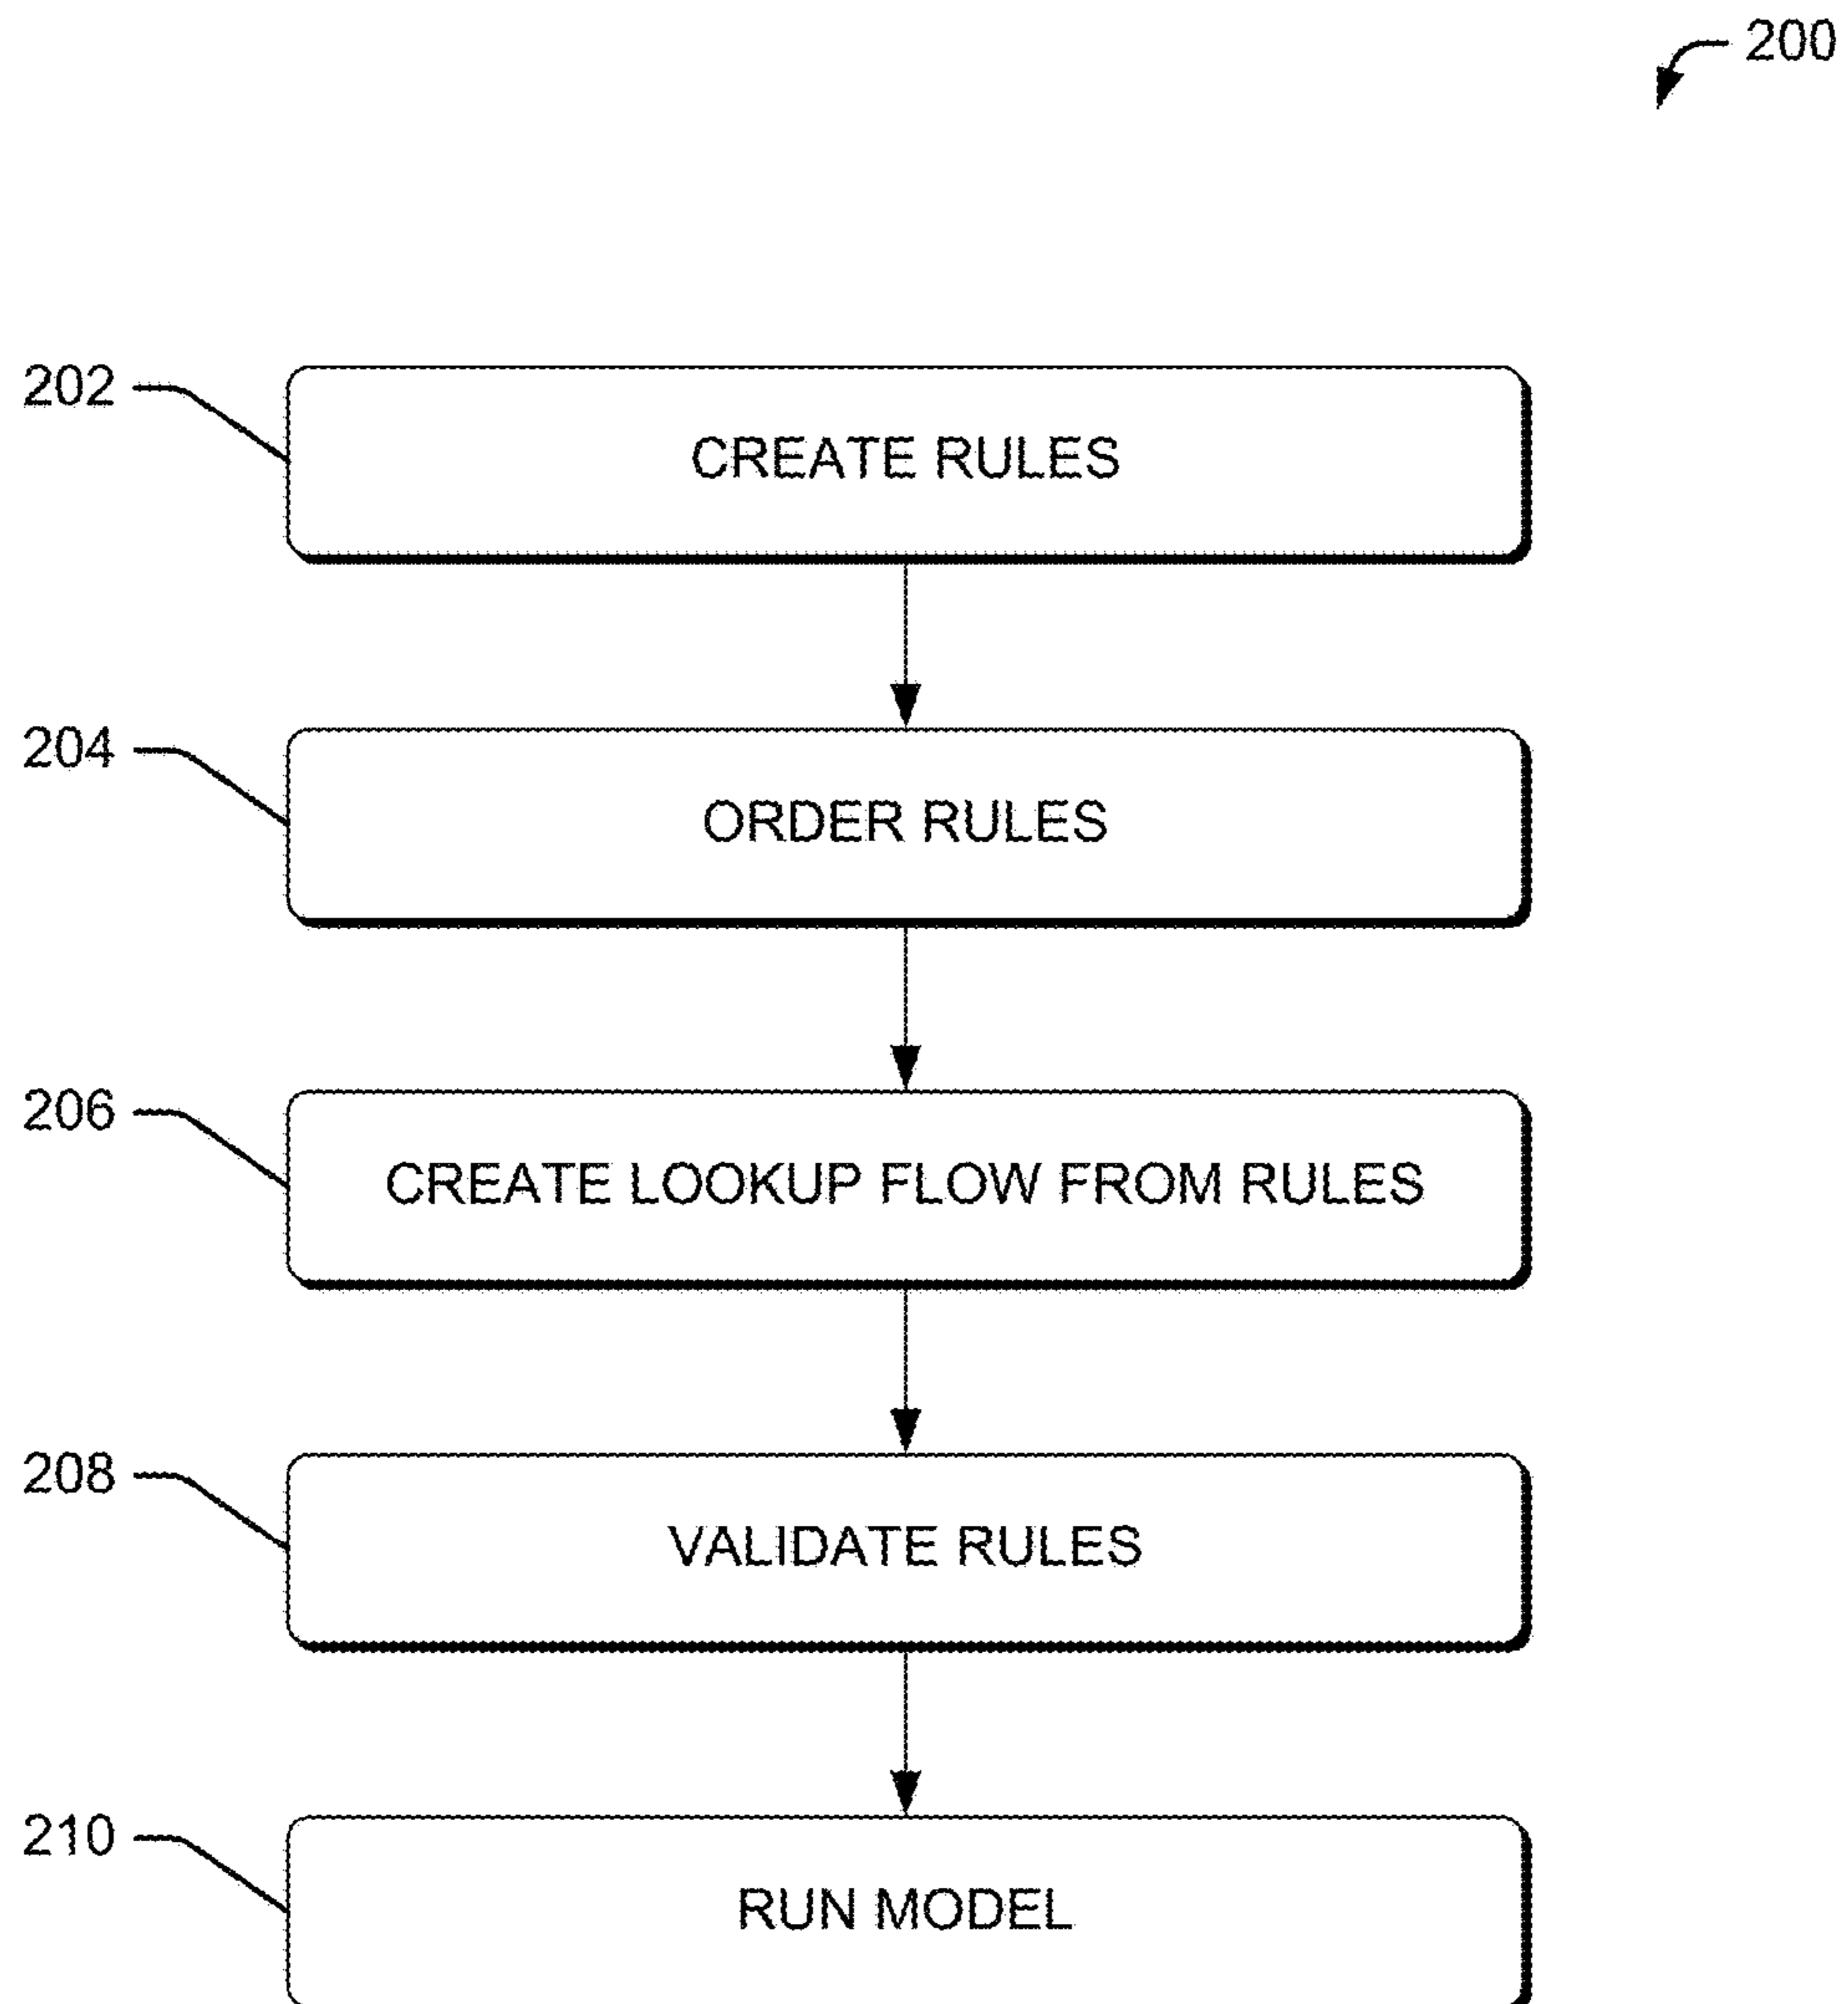 200
202
CREATE RULES
204
ORDER RULES
206
CREATE LOOKUP FLOW FROM RULES
208
VALIDATE RULES
210
RUN MODEL